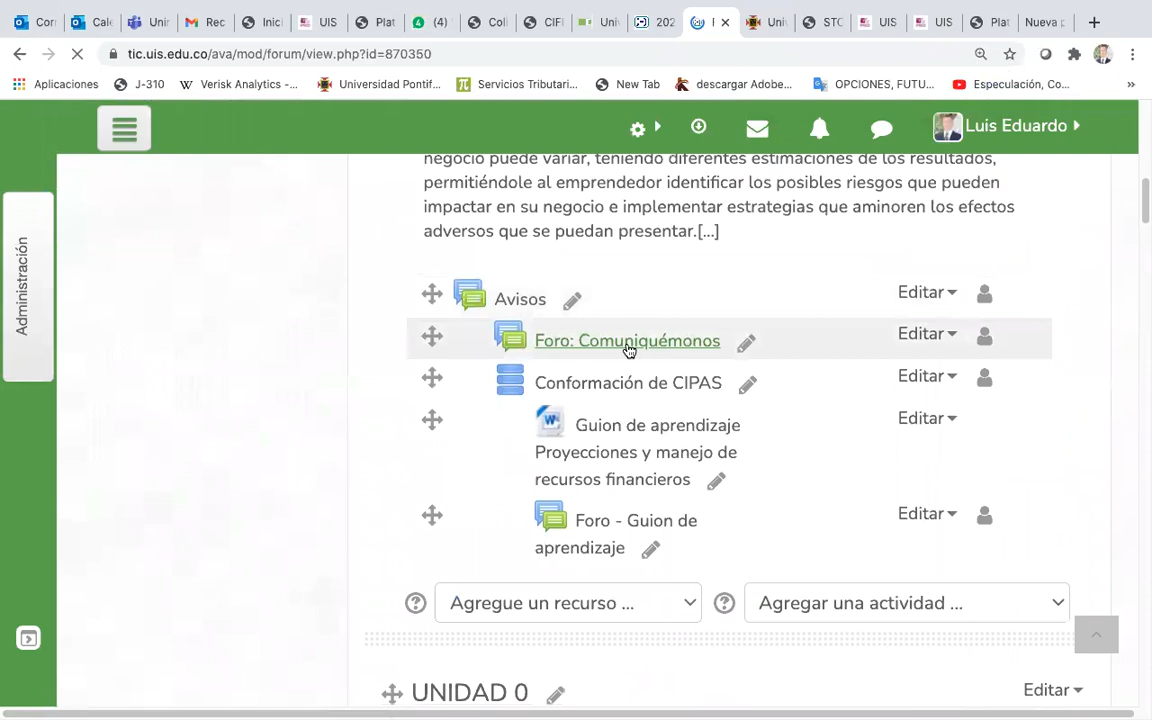 Cor
Cale
Unir
Rec
Inici
UIS
Plat
(4)
Coli
CIF
Univ
202
Univ
STC
UIS
UIS
Plat
Nueva p
tic.uis.edu.co/ava/mod/forum/view.php?id=870350
Aplicaciones
J-310
Verisk Analytics -...
Universidad Pontif...
Servicios Tributari...
New Tab
descargar Adobe...
OPCIONES, FUTU...
Especulación, Co...
»
Luis Eduardo
Administración
negocio puede variar, teniendo diferentes estimaciones de los resultados,
permitiéndole al emprendedor identificar los posibles riesgos que pueden
impactar en su negocio e implementar estrategias que aminoren los efectos
adversos que se puedan presentar.[...]
Avisos
Editar
Foro: Comuniquémonos
Editar
Conformación de CIPAS
Editar
Guion de aprendizaje
Proyecciones y manejo de
recursos financieros
Editar
Foro - Guion de
aprendizaje
Editar
Agregue un recurso ...
Agregar una actividad ...
UNIDAD 0
Editar